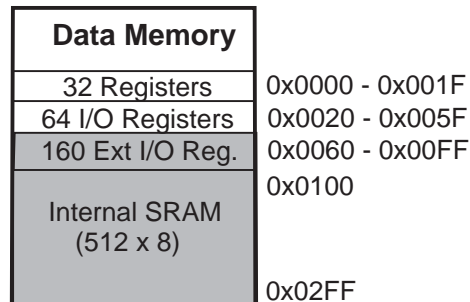 Data Memory
32 Registers 0x0000 - 0x001F
64 I/O Registers 0x0020 - 0x005F
160 Ext I/O Reg. 0x0060 - 0x00FF
0x0100
Internal SRAM
(512 x 8)
0x02FF